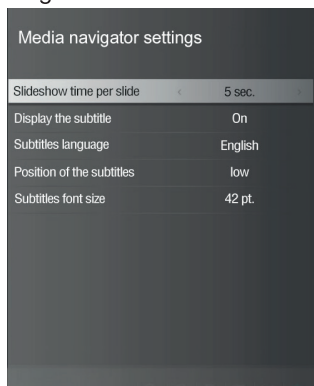 Media navigator settings
Slideshow time per slide < 5 sec. >
Display the subtitle On
Subtitles language English
Position of the subtitles low
Subtitles font size 42 pt.